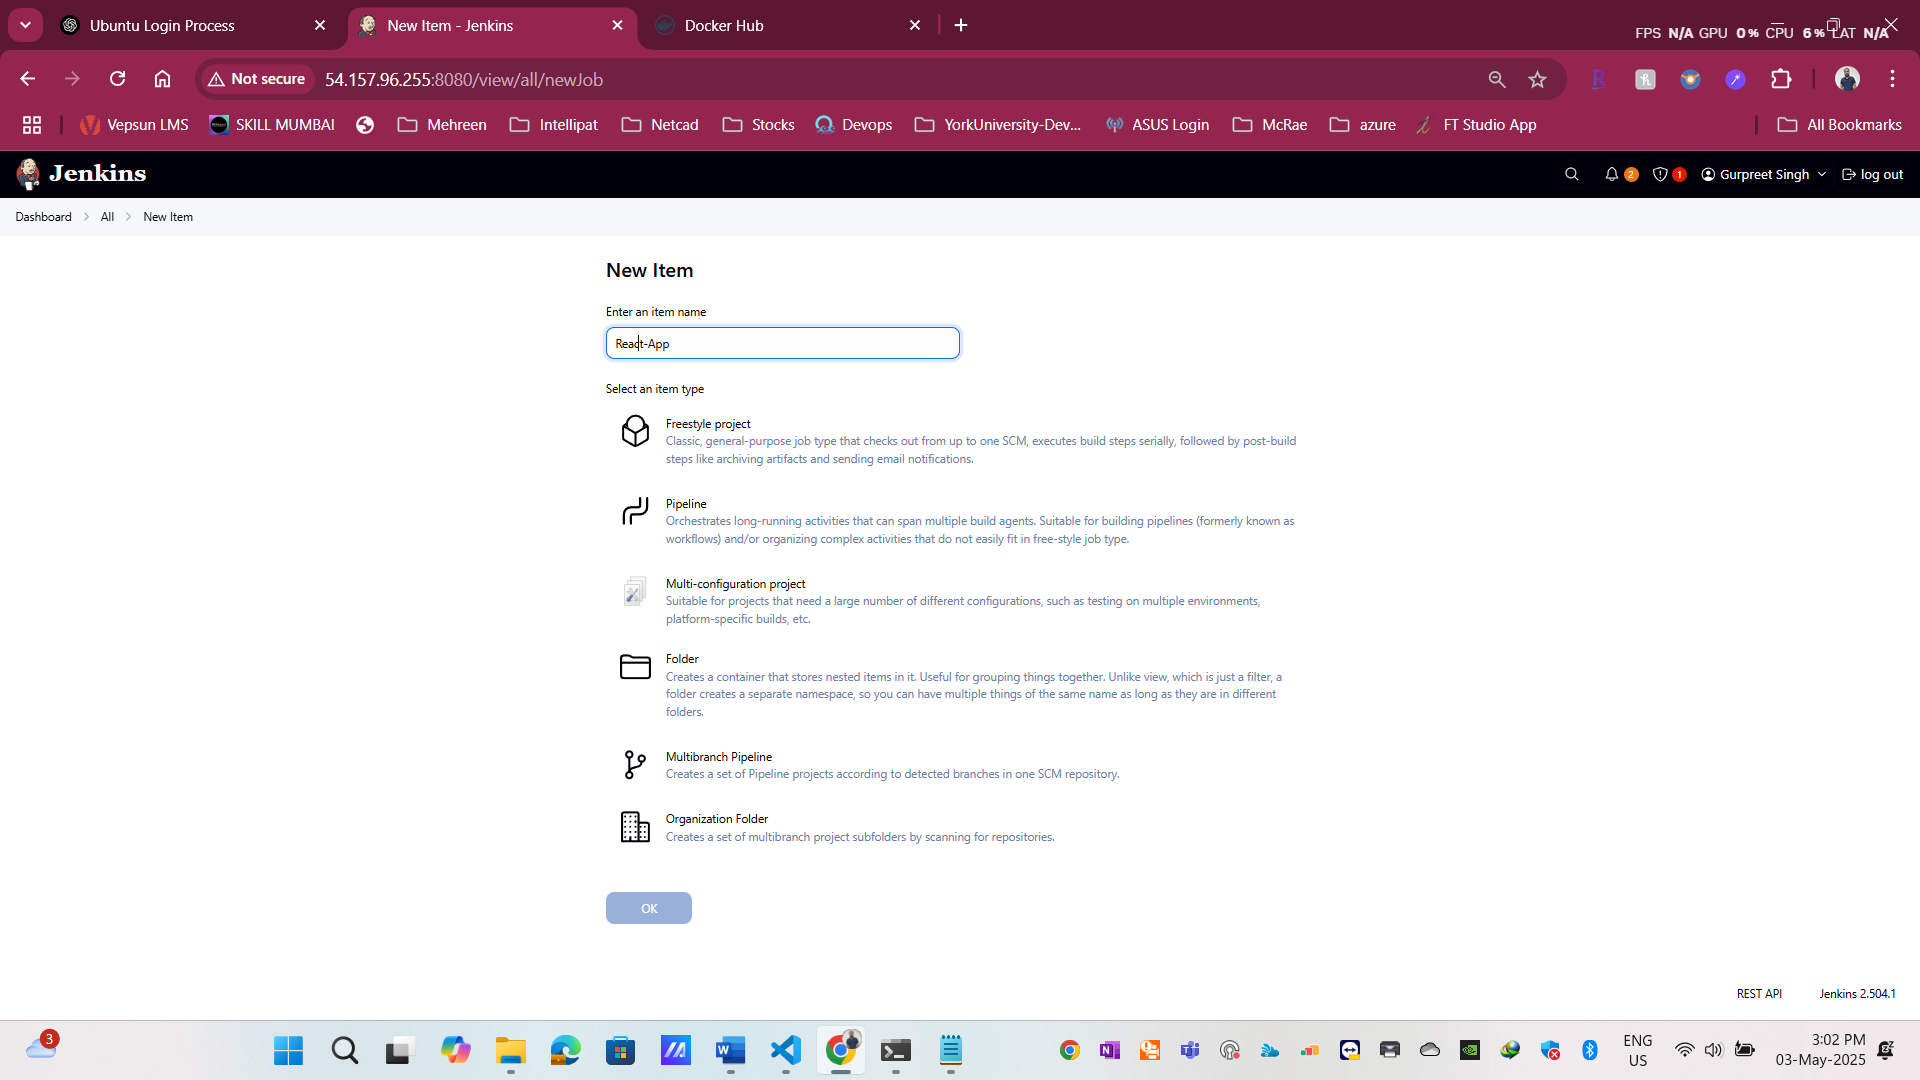 Ubuntu Login Process
New Item - Jenkins
Docker Hub
FPS N/A GPU 0% CPU 6% LAT N/A
Not secure
54.157.96.255:8080/view/all/newJob
Vepsun LMS
SKILL MUMBAI
Mehreen
Intellipat
Netcad
Stocks
Devops
YorkUniversity-Dev...
ASUS Login
McRae
azure
FT Studio App
All Bookmarks
Jenkins
2
1
Gurpreet Singh
log out
Dashboard
All
New Item
New Item
Enter an item name
React-App
Select an item type
Freestyle project
Classic, general-purpose job type that checks out from up to one SCM, executes build steps serially, followed by post-build
steps like archiving artifacts and sending email notifications.
Pipeline
Orchestrates long-running activities that can span multiple build agents. Suitable for building pipelines (formerly known as
workflows) and/or organizing complex activities that do not easily fit in free-style job type.
Multi-configuration project
Suitable for projects that need a large number of different configurations, such as testing on multiple environments,
platform-specific builds, etc.
Folder
Creates a container that stores nested items in it. Useful for grouping things together. Unlike view, which is just a filter, a
folder creates a separate namespace, so you can have multiple things of the same name as long as they are in different
folders.
Multibranch Pipeline
Creates a set of Pipeline projects according to detected branches in one SCM repository.
Organization Folder
Creates a set of multibranch project subfolders by scanning for repositories.
OK
REST API
Jenkins 2.504.1
3
ENG
US
3:02 PM
03-May-2025